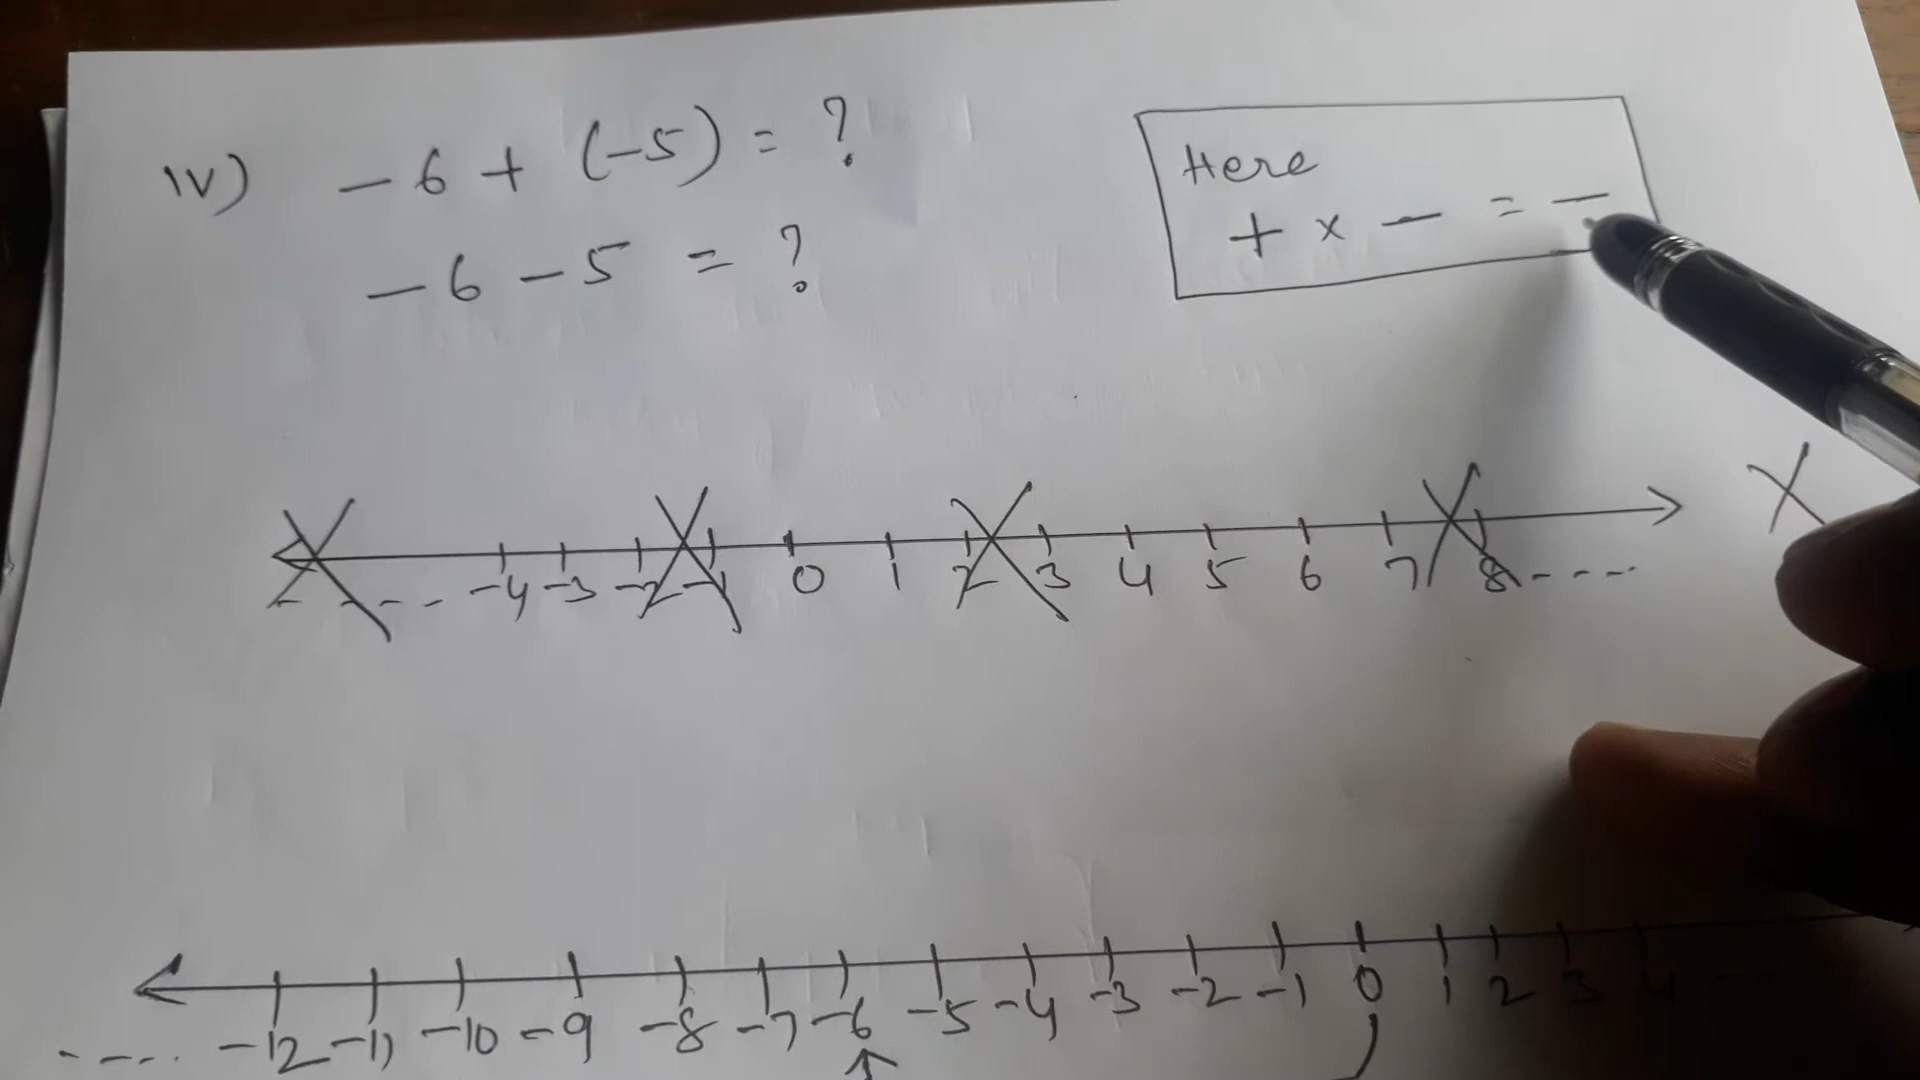 IV) -6 + (-5) = ?
-6 - 5 = ?
Here
+ x - = -
- - - - -4 -3 -2 -1 0 1 2 3 4 5 6 7 8 - - - -
X
- - - - . -12 -11 -10 -9 -8 -7 -6 -5 -4 -3 -2 -1 0 1 2 3 4